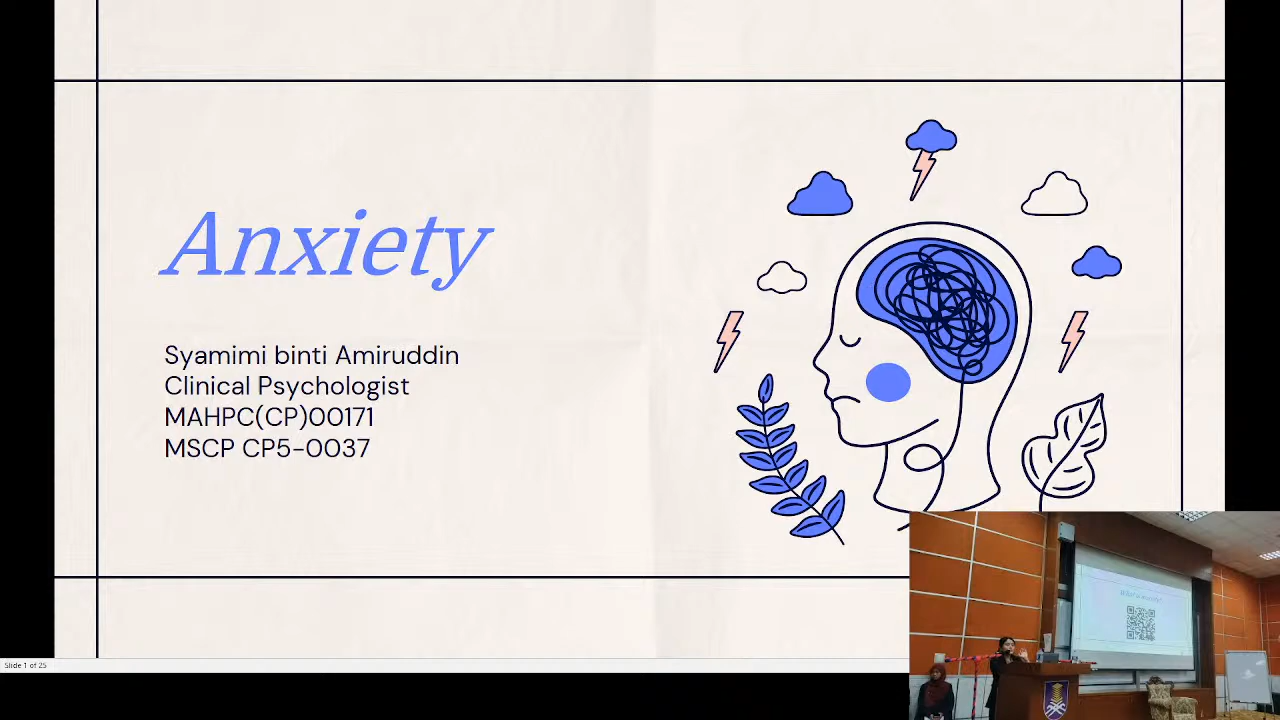 Anxiety
Syamimi binti Amiruddin
Clinical Psychologist
MAHPC(CP)00171
MSCP CP5-0037
Slide 1 of 25